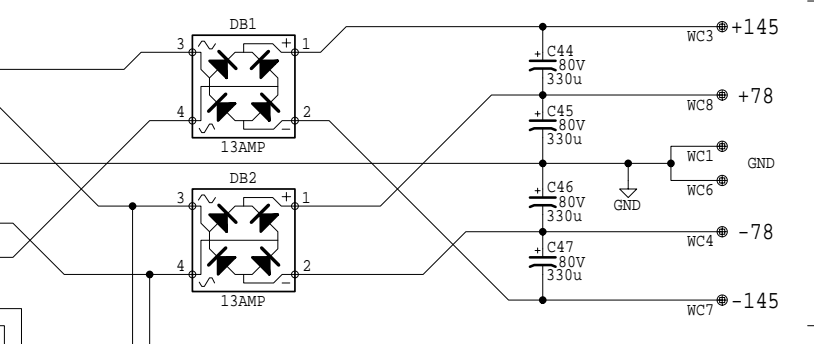 DB1
3
1
+
4
2
−
13AMP
DB2
3
1
+
4
2
−
13AMP
WC3
+145
+
C44
80V
330u
WC8
+78
+
C45
80V
330u
WC1
GND
WC6
GND
+
C46
80V
330u
WC4
-78
+
C47
80V
330u
WC7
-145